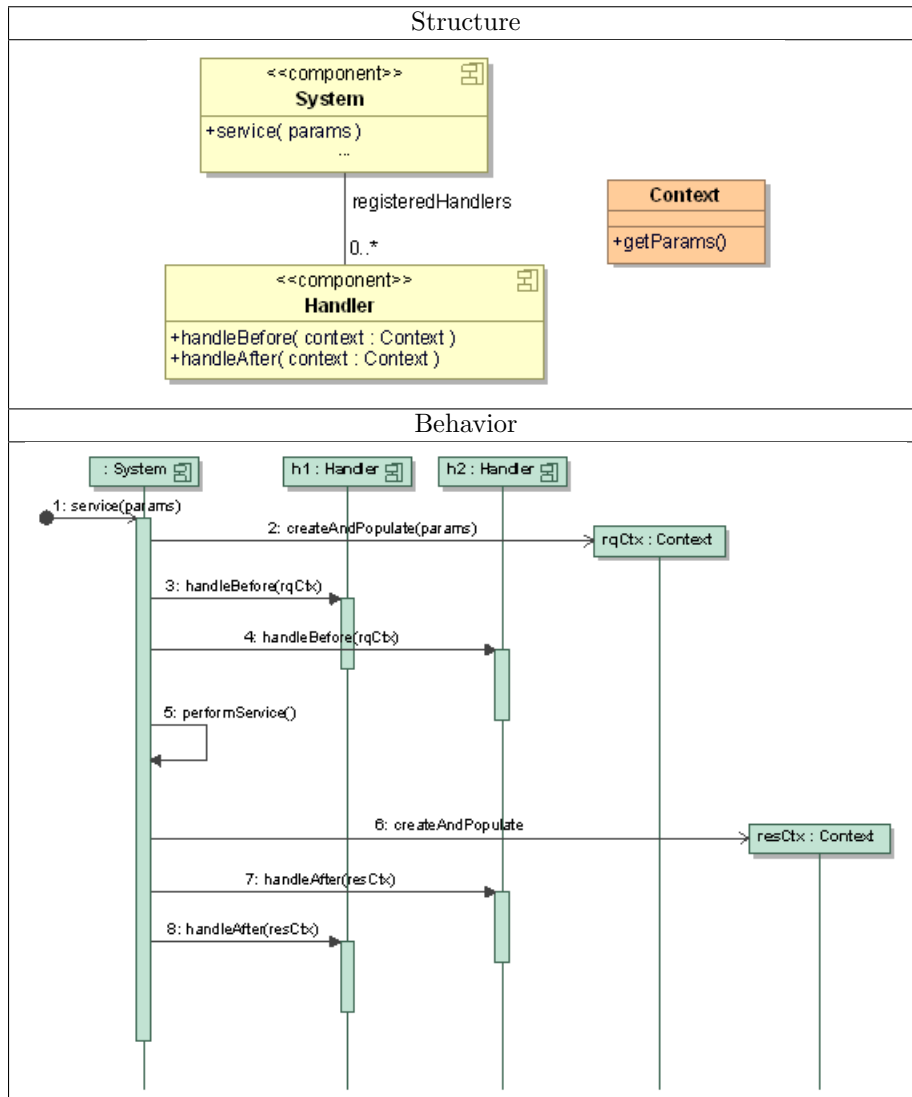 Structure
<<component>>
System
+service( params )
...
registeredHandlers
0..*
Context
+getParams()
<<component>>
Handler
+handleBefore( context : Context )
+handleAfter( context : Context )
Behavior
: System
h1 : Handler
h2 : Handler
1: service(params)
2: createAndPopulate(params)
rqCtx : Context
3: handleBefore(rqCtx)
4: handleBefore(rqCtx)
5: performService()
6: createAndPopulate
resCtx : Context
7: handleAfter(resCtx)
8: handleAfter(resCtx)